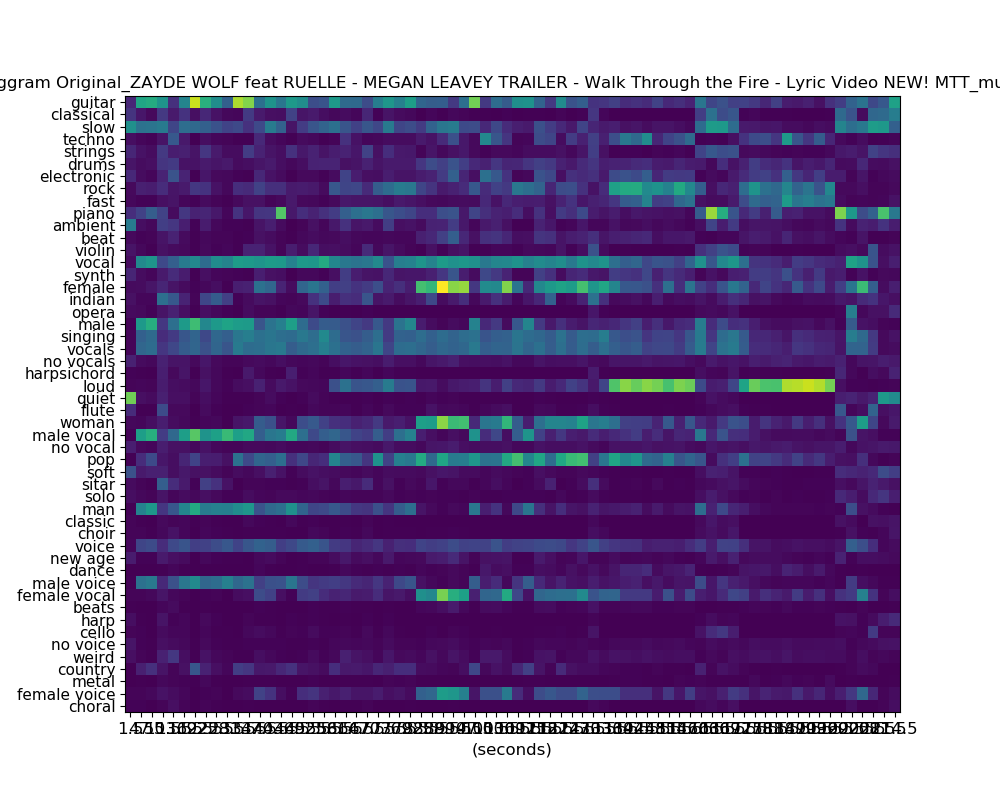 ggram Original_ZAYDE WOLF feat RUELLE - MEGAN LEAVEY TRAILER - Walk Through the Fire - Lyric Video NEW! MTT_mu
guitar
classical
slow
techno
strings
drums
electronic
rock
fast
piano
ambient
beat
violin
vocal
synth
female
indian
opera
male
singing
vocals
no vocals
harpsichord
loud
quiet
flute
woman
male vocal
no vocal
pop
soft
sitar
solo
man
classic
choir
voice
new age
dance
male voice
female vocal
beats
harp
cello
no voice
weird
country
metal
female voice
choral
(seconds)